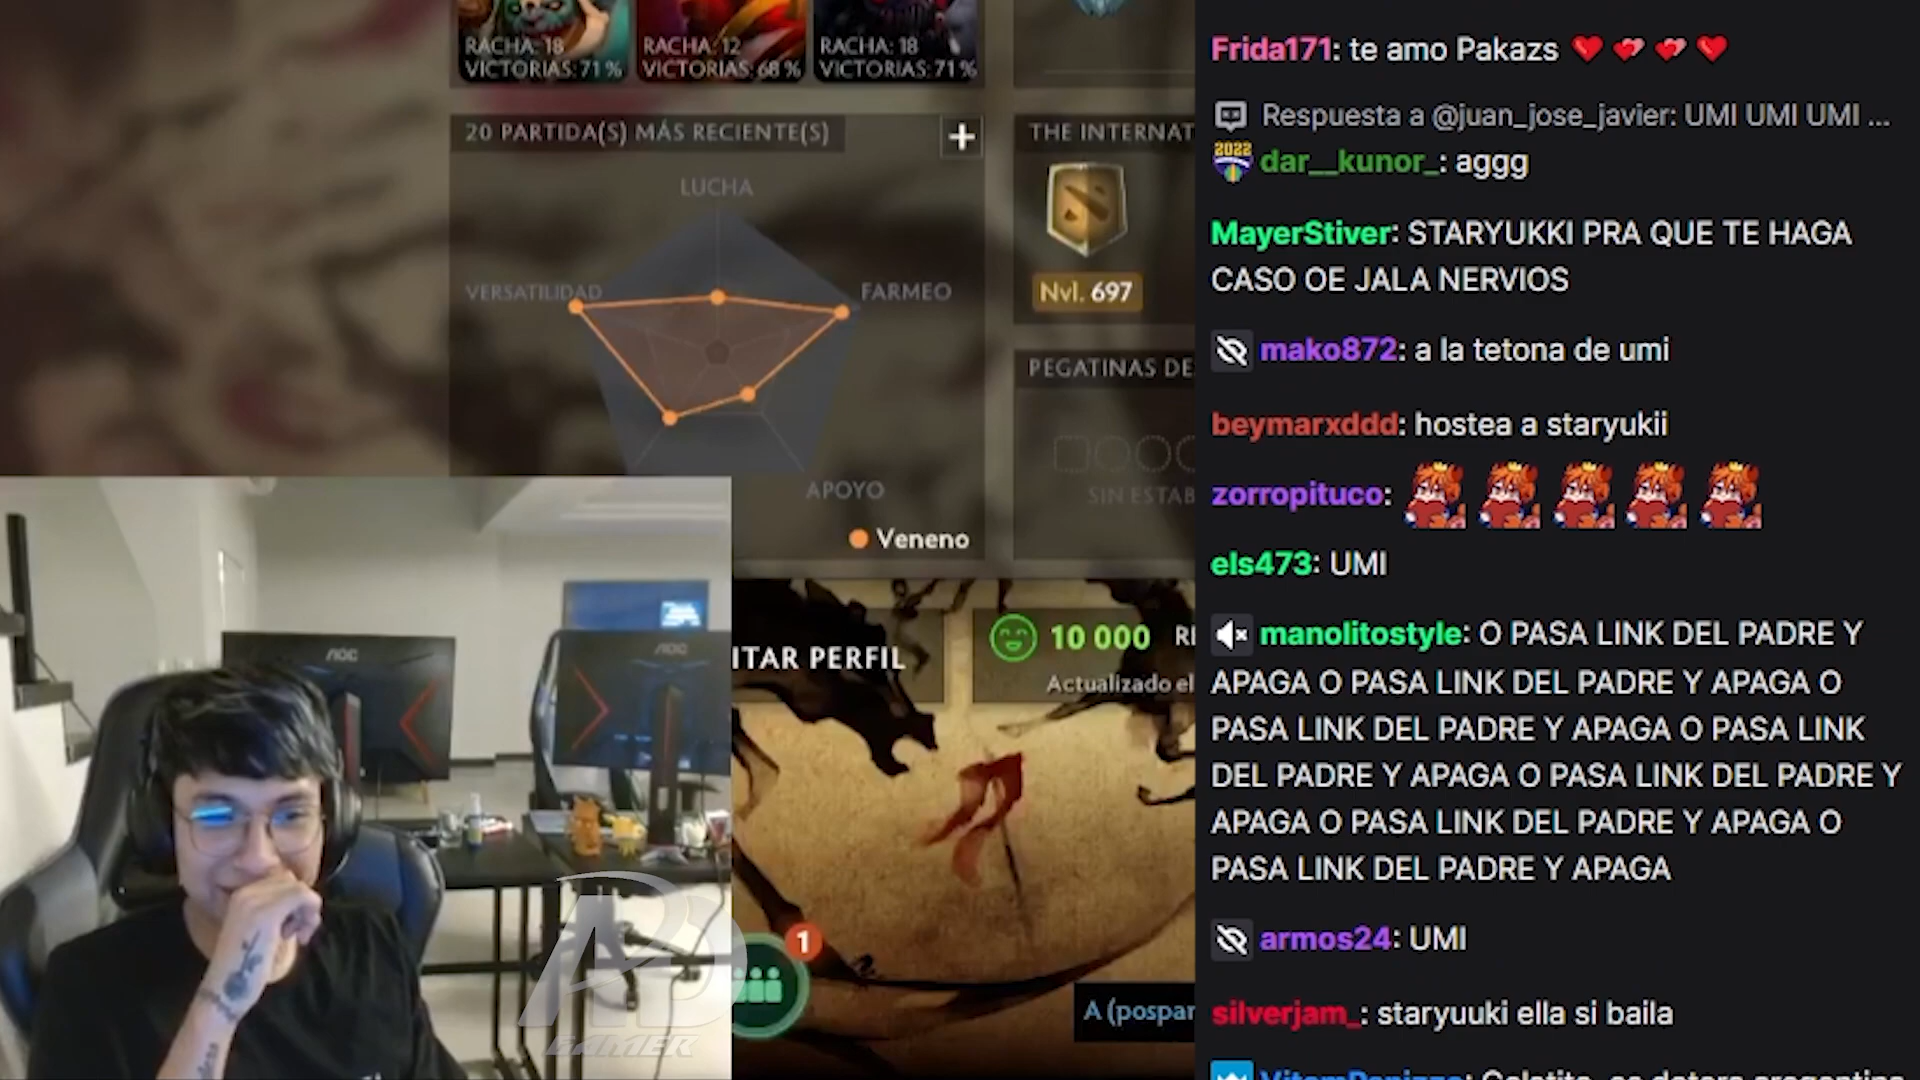 RACHA: 18
VICTORIAS: 71 %
RACHA: 12
VICTORIAS: 68 %
RACHA: 18
VICTORIAS: 71 %
20 PARTIDA(S) MÁS RECIENTE(S)
LUCHA
VERSATILIDAD
FARMEO
APOYO
Veneno
THE INTERNAT
Nvl. 697
PEGATINAS DE
SIN ESTAB
ITAR PERFIL
10 000
Actualizado el
1
A (pospar
AOC
AOC
GAMER
Frida171: te amo Pakazs
Respuesta a @juan_jose_javier: UMI UMI UMI ...
2022
dar__kunor_: aggg
MayerStiver: STARYUKKI PRA QUE TE HAGA
CASO OE JALA NERVIOS
mako872: a la tetona de umi
beymarxddd: hostea a staryukii
zorropituco:
els473: UMI
manolitostyle: O PASA LINK DEL PADRE Y
APAGA O PASA LINK DEL PADRE Y APAGA O
PASA LINK DEL PADRE Y APAGA O PASA LINK
DEL PADRE Y APAGA O PASA LINK DEL PADRE Y
APAGA O PASA LINK DEL PADRE Y APAGA O
PASA LINK DEL PADRE Y APAGA
armos24: UMI
silverjam_: staryuuki ella si baila